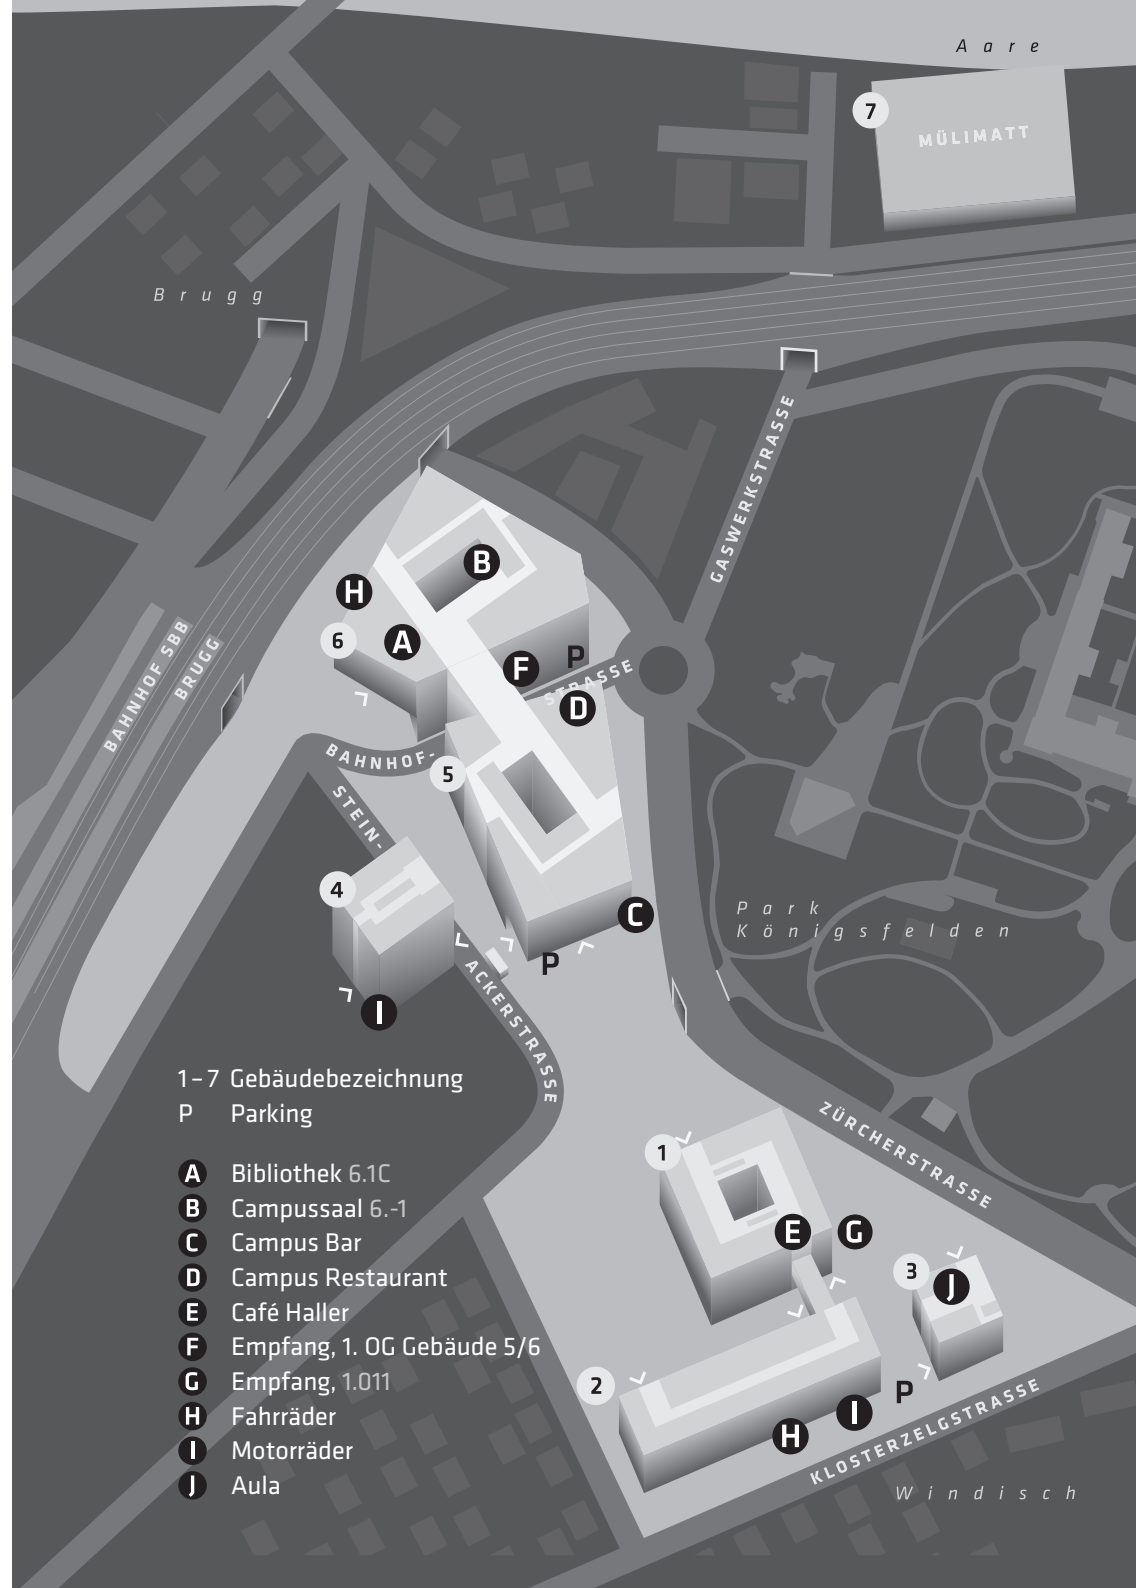 Aare
7
MÜLIMATT
Brugg
GASWERKSTRASSE
B
H
6
A
F
P
STRASSE
D
BAHNHOF SBB
BRUGG
BAHNHOF-
5
STEIN-
4
C
P
ACKERSTRASSE
I
Park
Königsfelden
1–7 Gebäudebezeichnung
P Parking
A Bibliothek 6.1C
B Campussaal 6.-1
C Campus Bar
D Campus Restaurant
E Café Haller
F Empfang, 1. OG Gebäude 5/6
G Empfang, 1.011
H Fahrräder
I Motorräder
J Aula
ZÜRCHERSTRASSE
1
E
G
3
J
2
P
I
H
KLOSTERZELGSTRASSE
Windisch